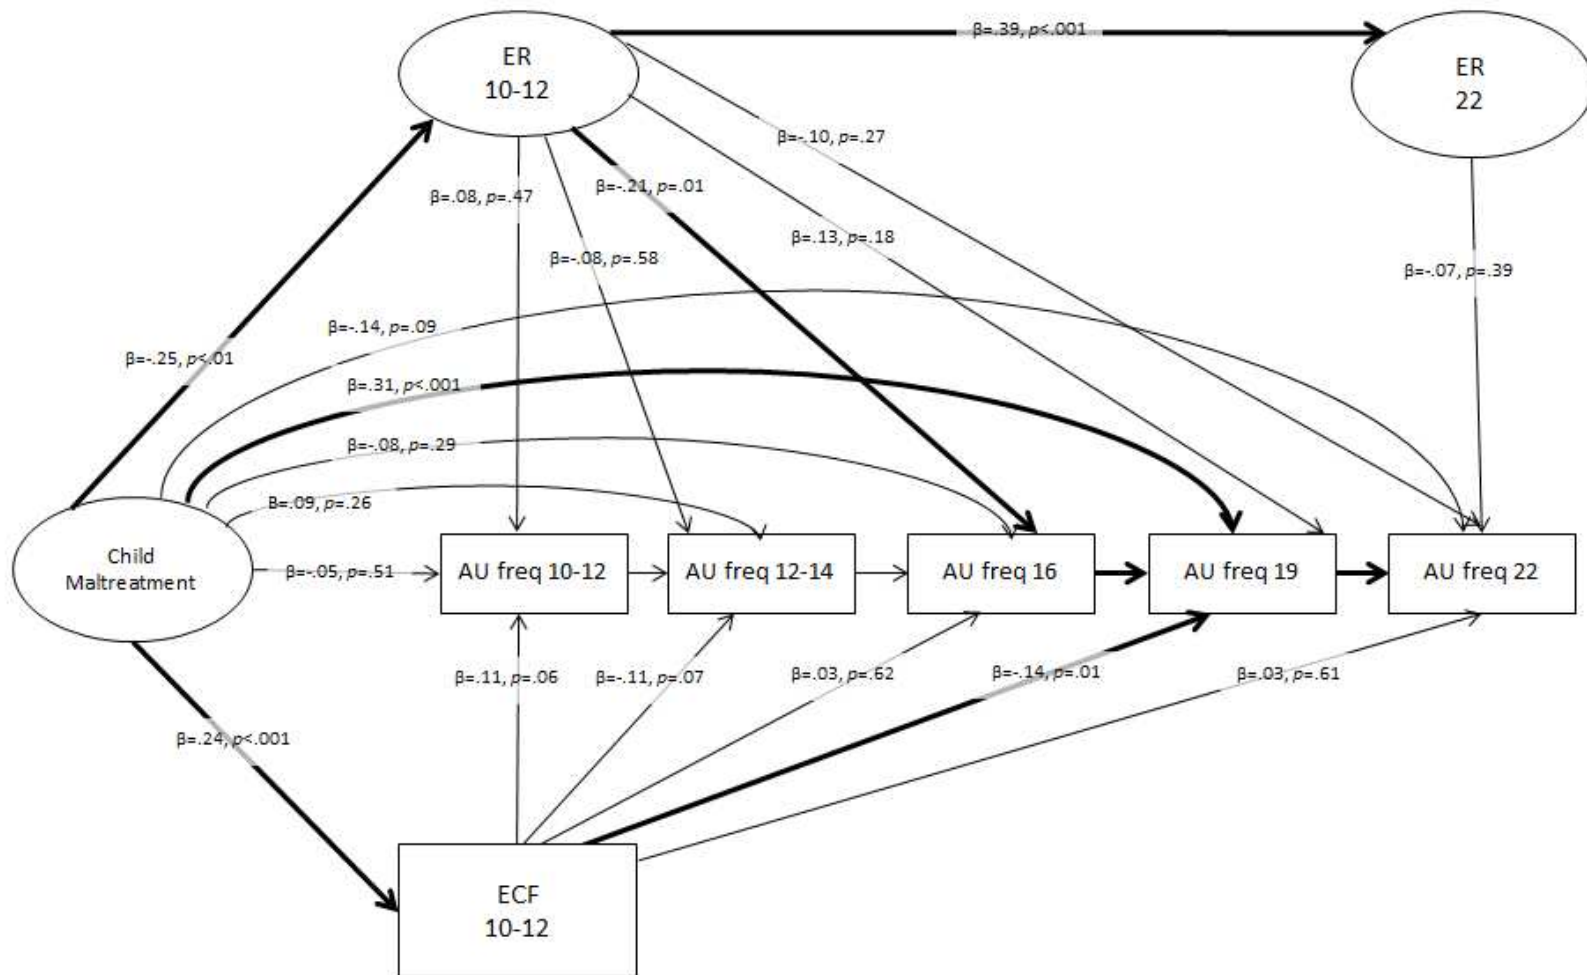 β=.39, p<.001
ER
10-12
ER
22
β=-.10, p=.27
β=.08, p=.47
β=-.21, p=.01
β=.13, p=.18
β=-.08, p=.58
β=-.07, p=.39
β=-.14, p=.09
β=-.25, p<.01
β=.31, p<.001
β=-.08, p=.29
B=.09, p=.26
Child
Maltreatment
β=-.05, p=.51
AU freq 10-12
AU freq 12-14
AU freq 16
AU freq 19
AU freq 22
β=.11, p=.06
β=-.11, p=.07
β=.03, p=.62
β=-.14, p=.01
β=.03, p=.61
β=.24, p<.001
ECF
10-12